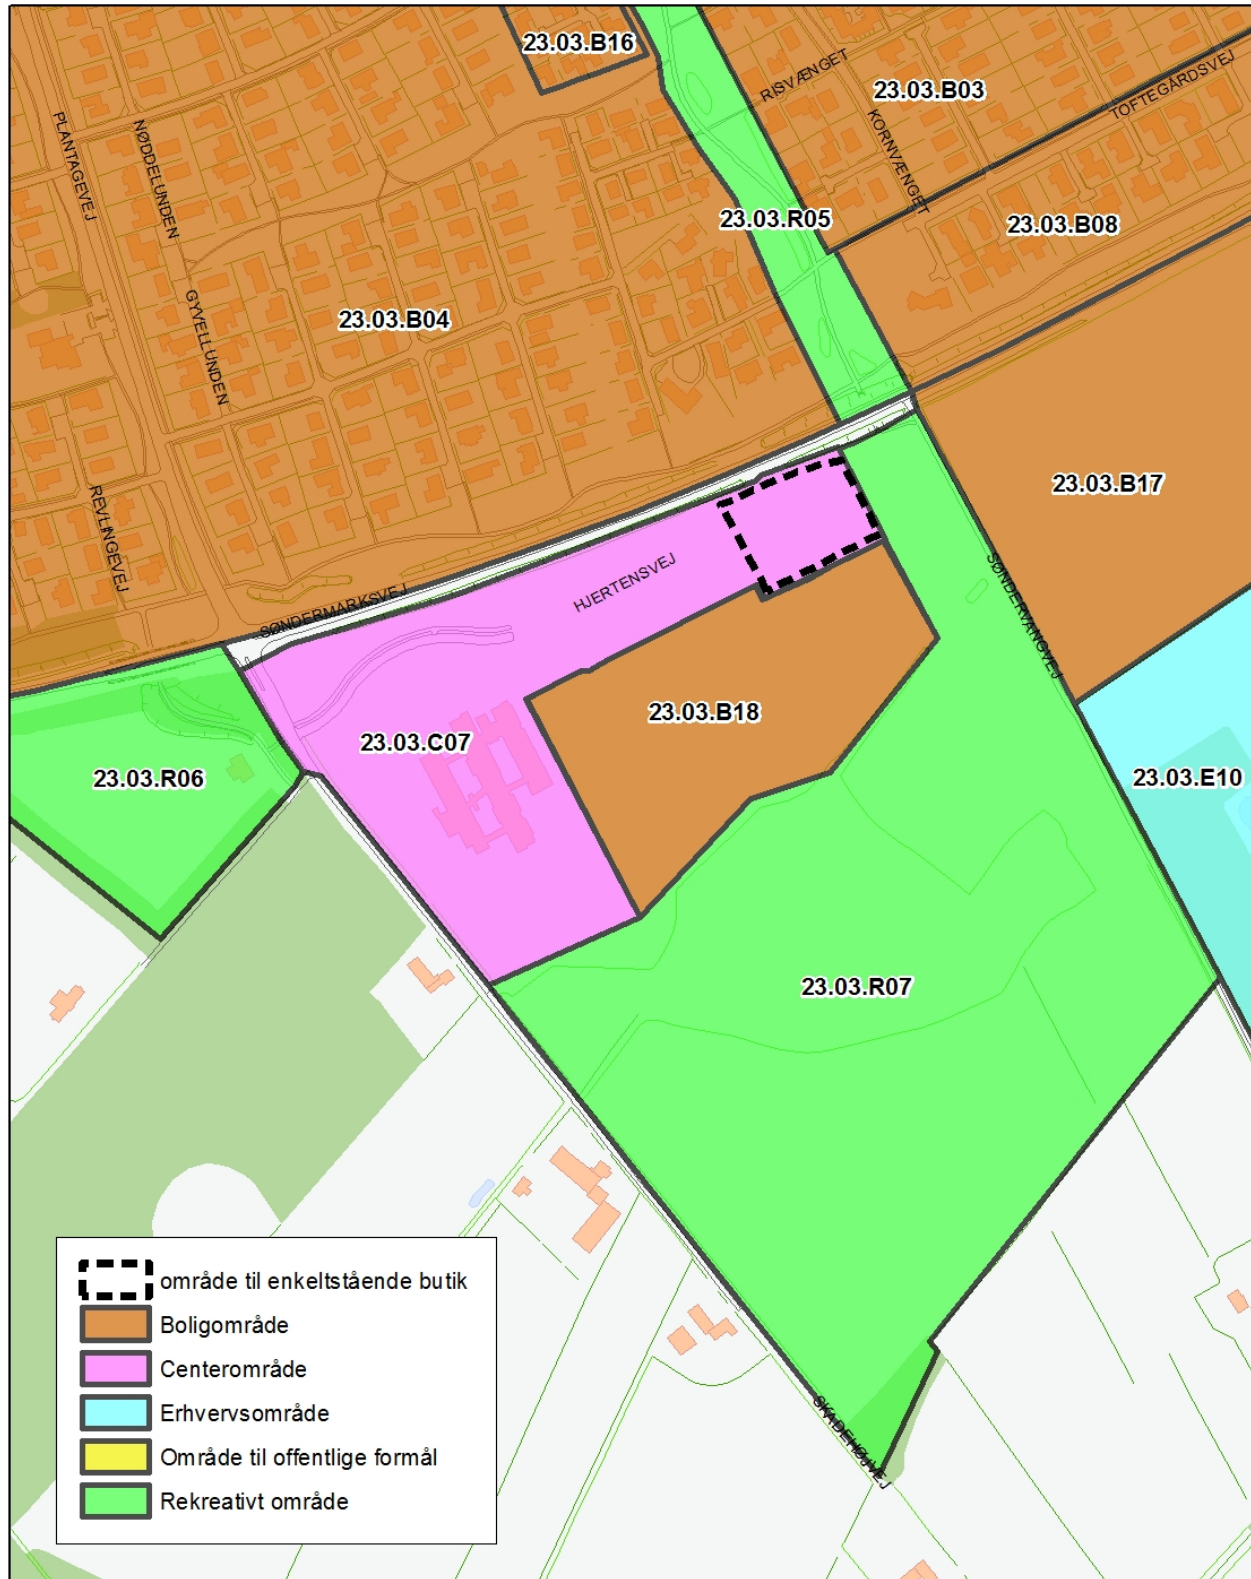 23.03.B16
RISVÆNGET
23.03.B03
TOFTEGÅRDSVEJ
PLANTAGEVEJ
NØDDELUNDEN
KORNVÆNGET
23.03.R05
23.03.B08
GYVELLUNDEN
23.03.B04
REVLINGEVEJ
23.03.B17
SØNDERMARKSVEJ
HJERTENSVEJ
SØNDERVANGVEJ
23.03.B18
23.03.C07
23.03.R06
23.03.E10
23.03.R07
SKADEHØJVEJ
område til enkeltstående butik
Boligområde
Centerområde
Erhvervsområde
Område til offentlige formål
Rekreativt område